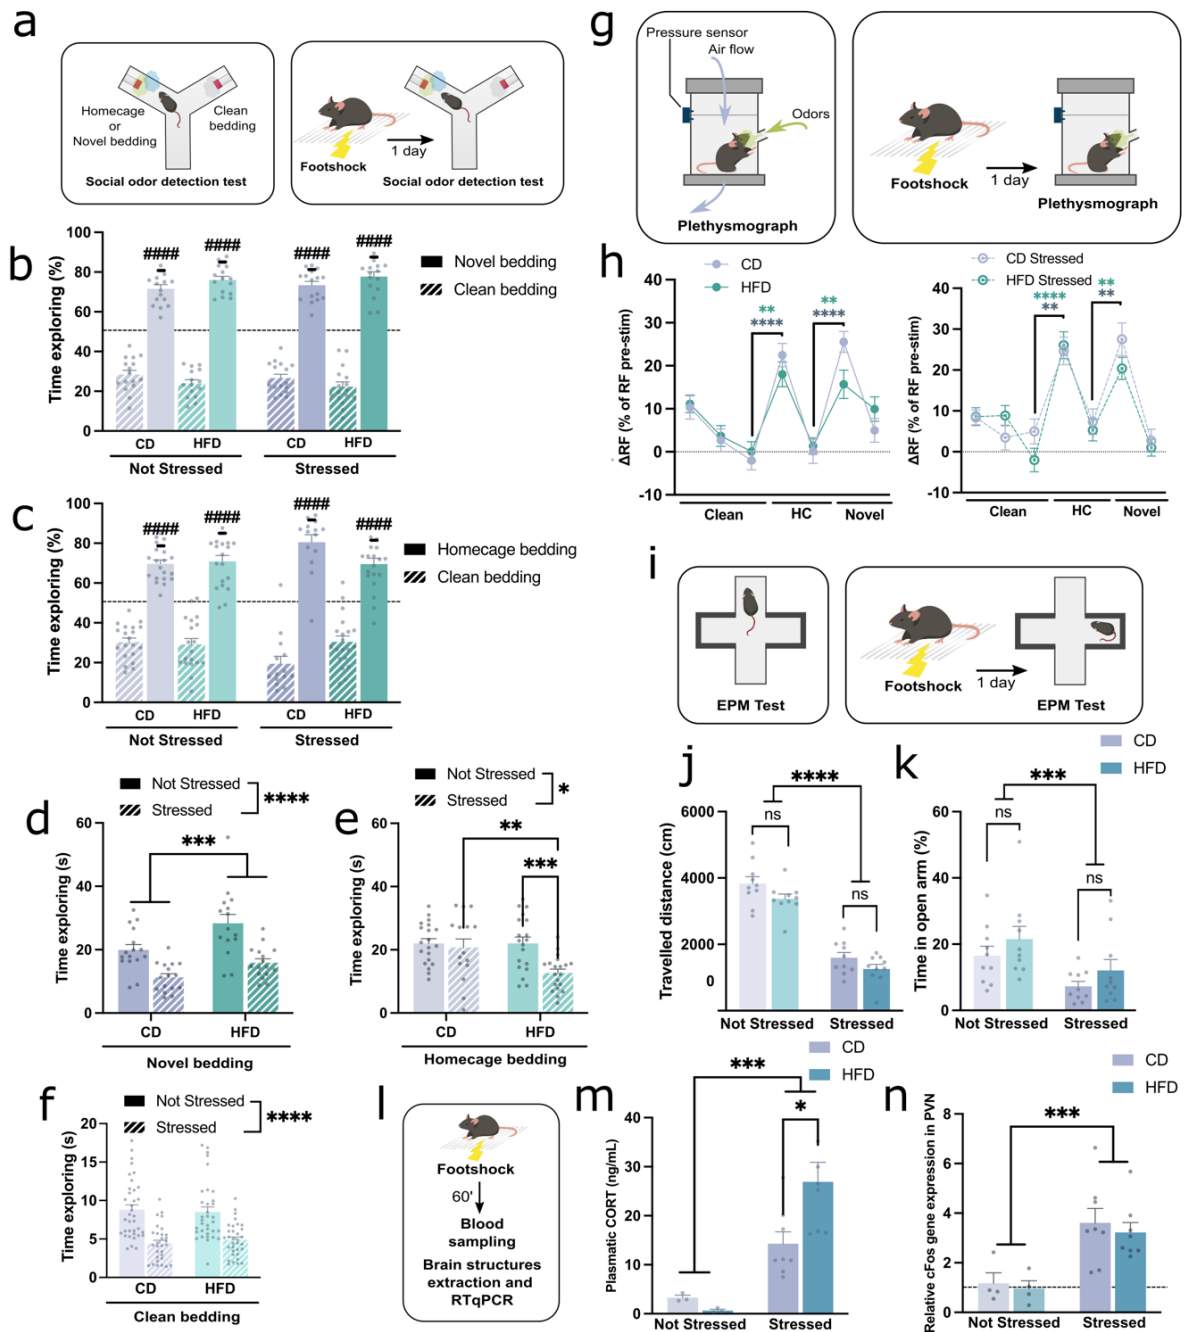 a
Homecage
or
Novel bedding
Clean
bedding
Social odor detection test
Footshock
1 day
Social odor detection test
g
Pressure sensor
Air flow
Odors
Plethysmograph
Footshock
1 day
Plethysmograph
b
Time exploring (%)
100
80
60
40
20
0
####
####
####
####
Novel bedding
Clean bedding
CD
HFD
CD
HFD
Not Stressed
Stressed
h
ΔRF (% of RF pre-stim)
40
30
20
10
0
-10
CD
HFD
**
****
**
****
Clean
HC
Novel
ΔRF (% of RF pre-stim)
40
30
20
10
0
-10
CD Stressed
HFD Stressed
****
**
**
**
Clean
HC
Novel
c
Time exploring (%)
100
80
60
40
20
0
####
####
####
####
Homecage bedding
Clean bedding
CD
HFD
CD
HFD
Not Stressed
Stressed
i
EPM Test
Footshock
1 day
EPM Test
d
Not Stressed
Stressed
****
Time exploring (s)
60
40
20
0
***
CD
HFD
Novel bedding
e
Not Stressed
Stressed
*
Time exploring (s)
60
40
20
0
**
***
CD
HFD
Homecage bedding
j
Travelled distance (cm)
6000
4000
2000
0
****
ns
ns
Not Stressed
Stressed
k
CD
HFD
Time in open arm (%)
60
40
20
0
***
ns
ns
Not Stressed
Stressed
f
Not Stressed
Stressed
****
Time exploring (s)
20
15
10
5
0
CD
HFD
Clean bedding
l
Footshock
60'
Blood
sampling
Brain structures
extraction and
RTqPCR
m
CD
HFD
Plasmatic CORT (ng/mL)
40
30
20
10
0
***
*
Not Stressed
Stressed
n
CD
HFD
Relative cFos gene expression in PVN
8
6
4
2
0
***
Not Stressed
Stressed